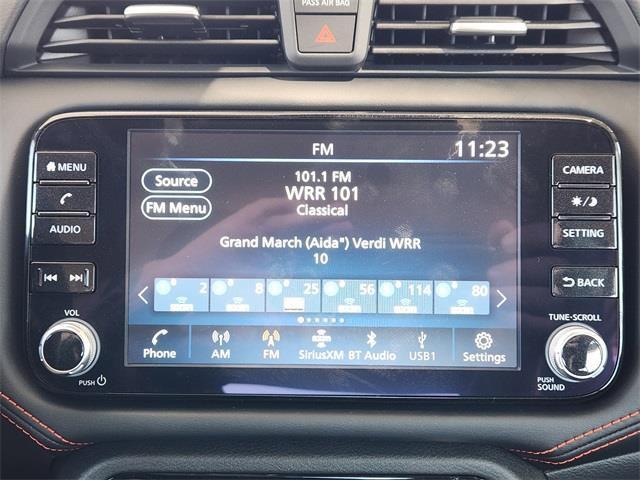 PASS AIR BAG
FM
11:23
MENU
AUDIO
VOL
PUSH
Source
FM Menu
101.1 FM
WRR 101
Classical
Grand March (Aida") Verdi WRR
10
2 8 25 56 114 80
Phone AM FM SiriusXM BT Audio USB1 Settings
CAMERA
SETTING
BACK
TUNE-SCROLL
PUSH
SOUND